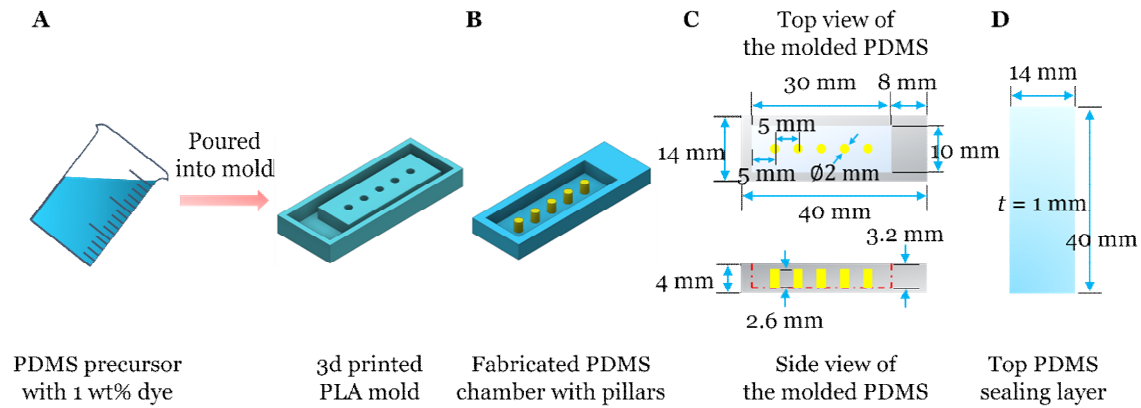 A
B
C
D
Top view of
the molded PDMS
30 mm
8 mm
14 mm
Poured
into mold
5 mm
14 mm
10 mm
5 mm
Ø2 mm
40 mm
t = 1 mm
40 mm
3.2 mm
4 mm
2.6 mm
PDMS precursor
with 1 wt% dye
3d printed
PLA mold
Fabricated PDMS
chamber with pillars
Side view of
the molded PDMS
Top PDMS
sealing layer